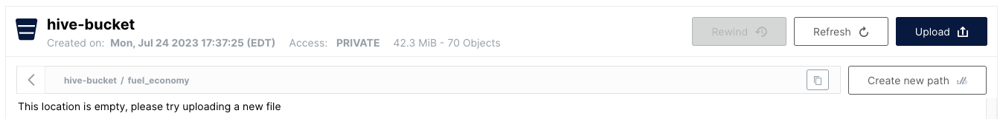 hive-bucket
Created on: Mon, Jul 24 2023 17:37:25 (EDT) Access: PRIVATE 42.3 MiB - 70 Objects
Rewind Refresh Upload
hive-bucket / fuel_economy
Create new path
This location is empty, please try uploading a new file